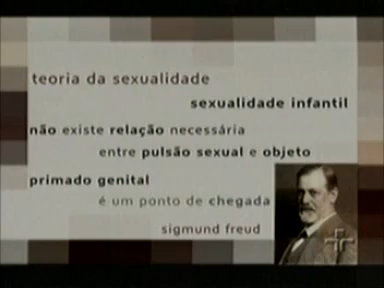 teoria da sexualidade
sexualidade infantil
não existe relação necessária
entre pulsão sexual e objeto
primado genital
é um ponto de chegada
sigmund freud